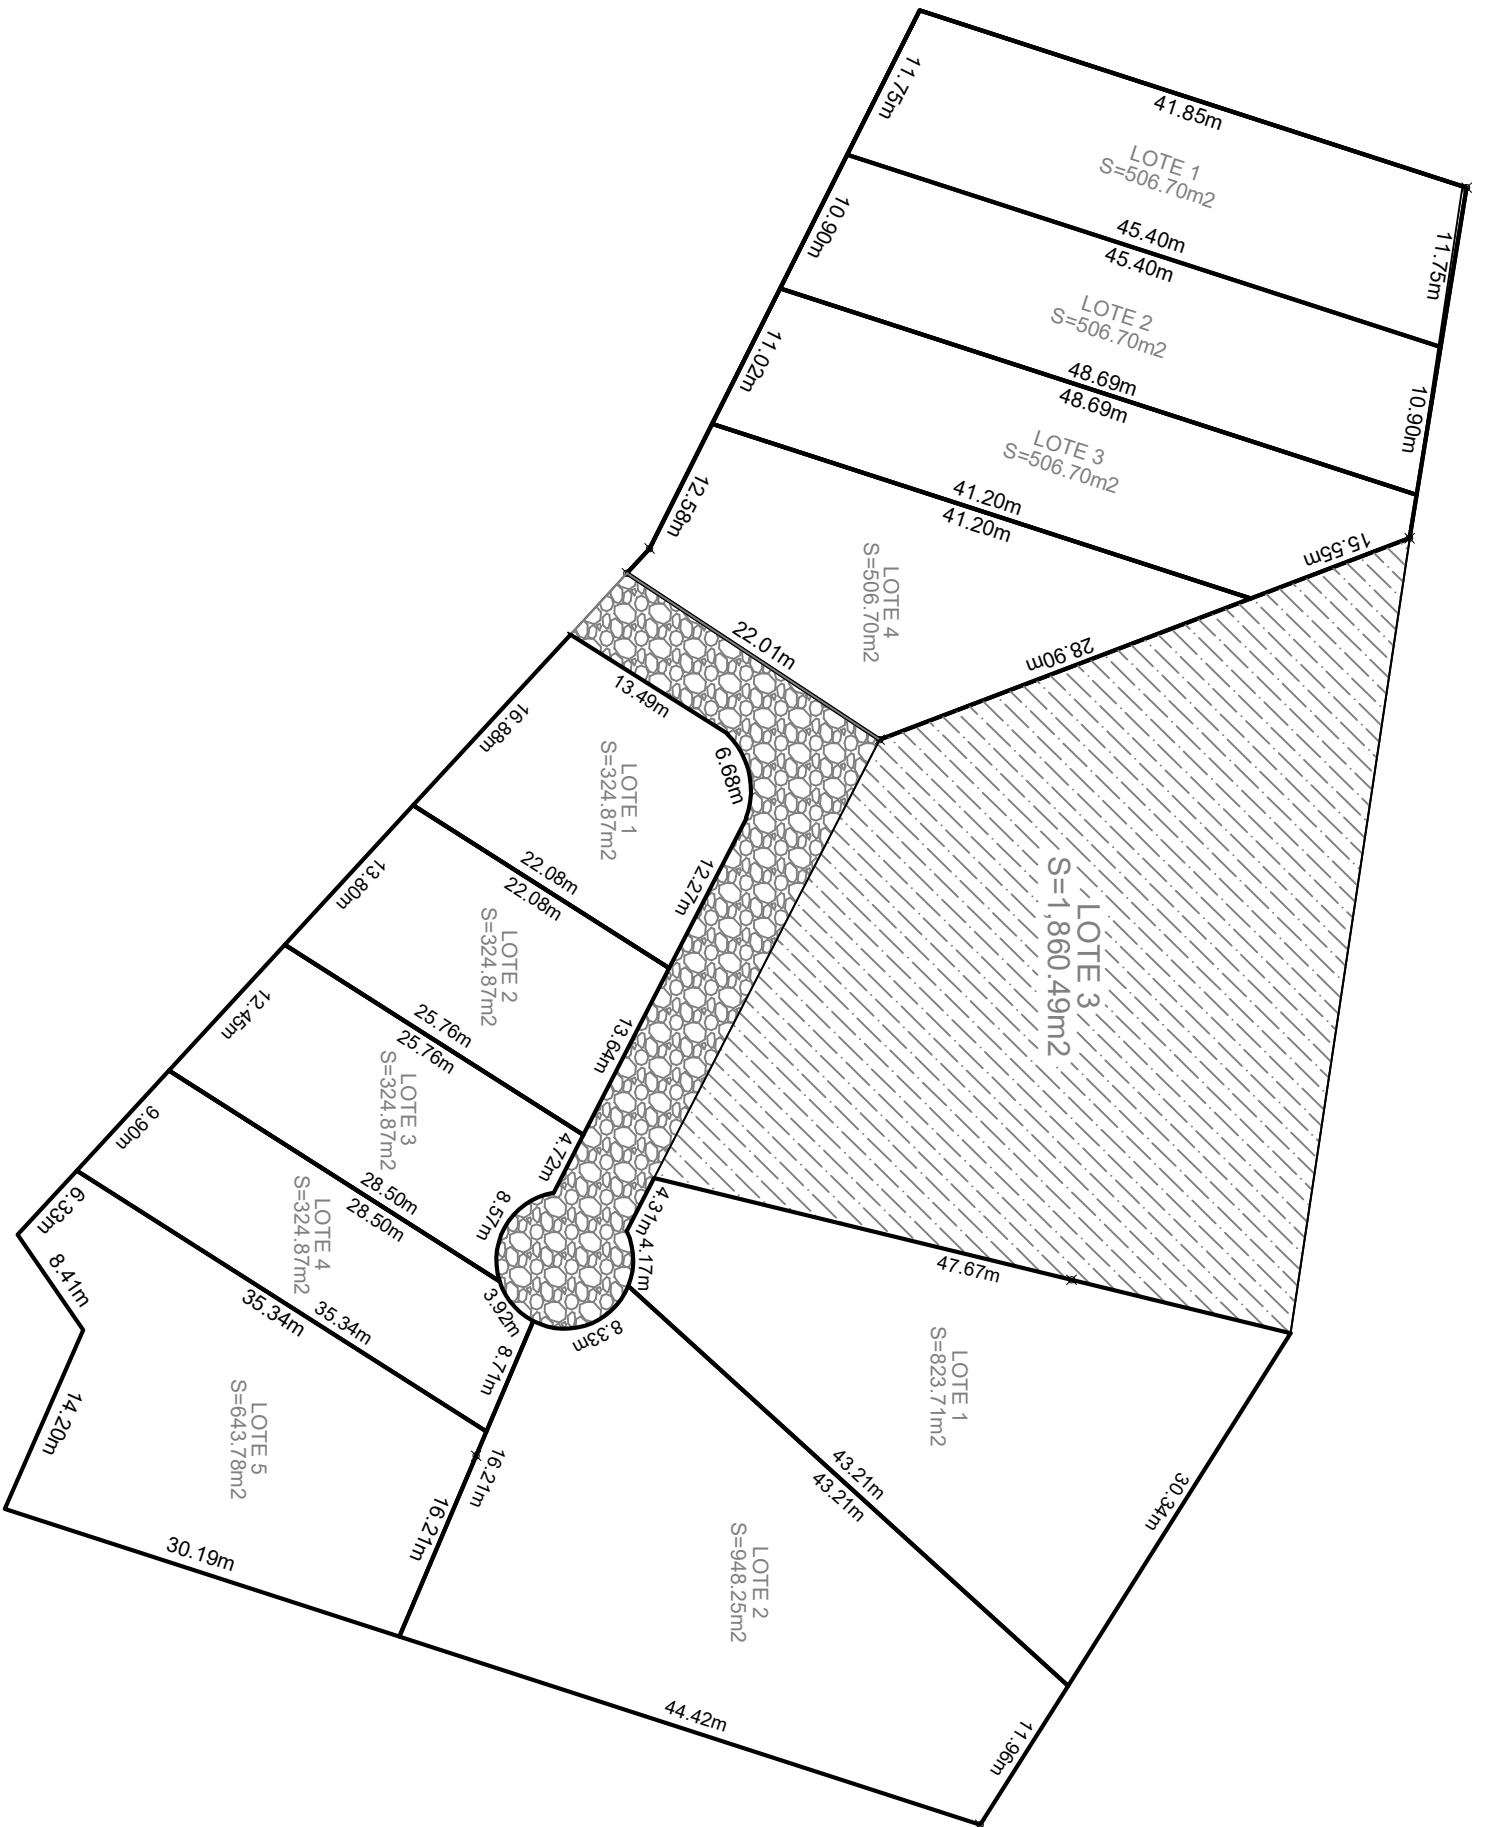 41.85m
11.75m
LOTE 1
S=506.70m2
11.75m
45.40m
45.40m
10.90m
LOTE 2
S=506.70m2
10.90m
48.69m
48.69m
11.02m
LOTE 3
S=506.70m2
15.55m
41.20m
41.20m
12.58m
LOTE 4
S=506.70m2
28.90m
22.01m
13.49m
16.88m
LOTE 1
S=324.87m2
6.68m
12.27m
22.08m
22.08m
13.80m
LOTE 2
S=324.87m2
13.64m
LOTE 3
S=1,860.49m2
25.76m
25.76m
12.45m
LOTE 3
S=324.87m2
4.72m
8.57m
28.50m
28.50m
9.90m
LOTE 4
S=324.87m2
3.92m
8.71m
4.31m
4.17m
8.33m
47.67m
6.33m
8.41m
35.34m
35.34m
14.20m
LOTE 5
S=643.78m2
16.21m
16.21m
30.19m
LOTE 1
S=823.71m2
30.34m
43.21m
43.21m
LOTE 2
S=948.25m2
44.42m
11.96m